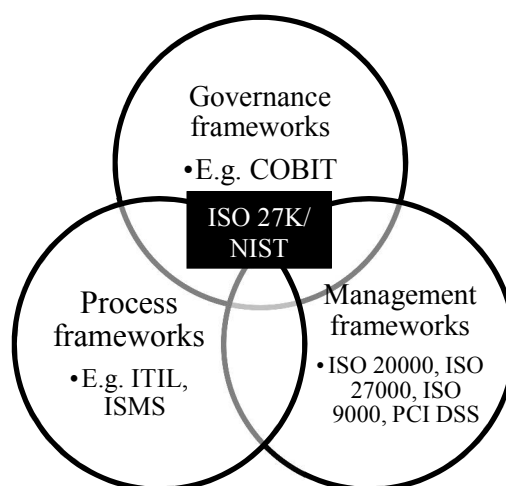 Governance
frameworks
•E.g. COBIT
ISO 27K/
NIST
Process
frameworks
•E.g. ITIL,
ISMS
Management
frameworks
•ISO 20000, ISO
27000, ISO
9000, PCI DSS